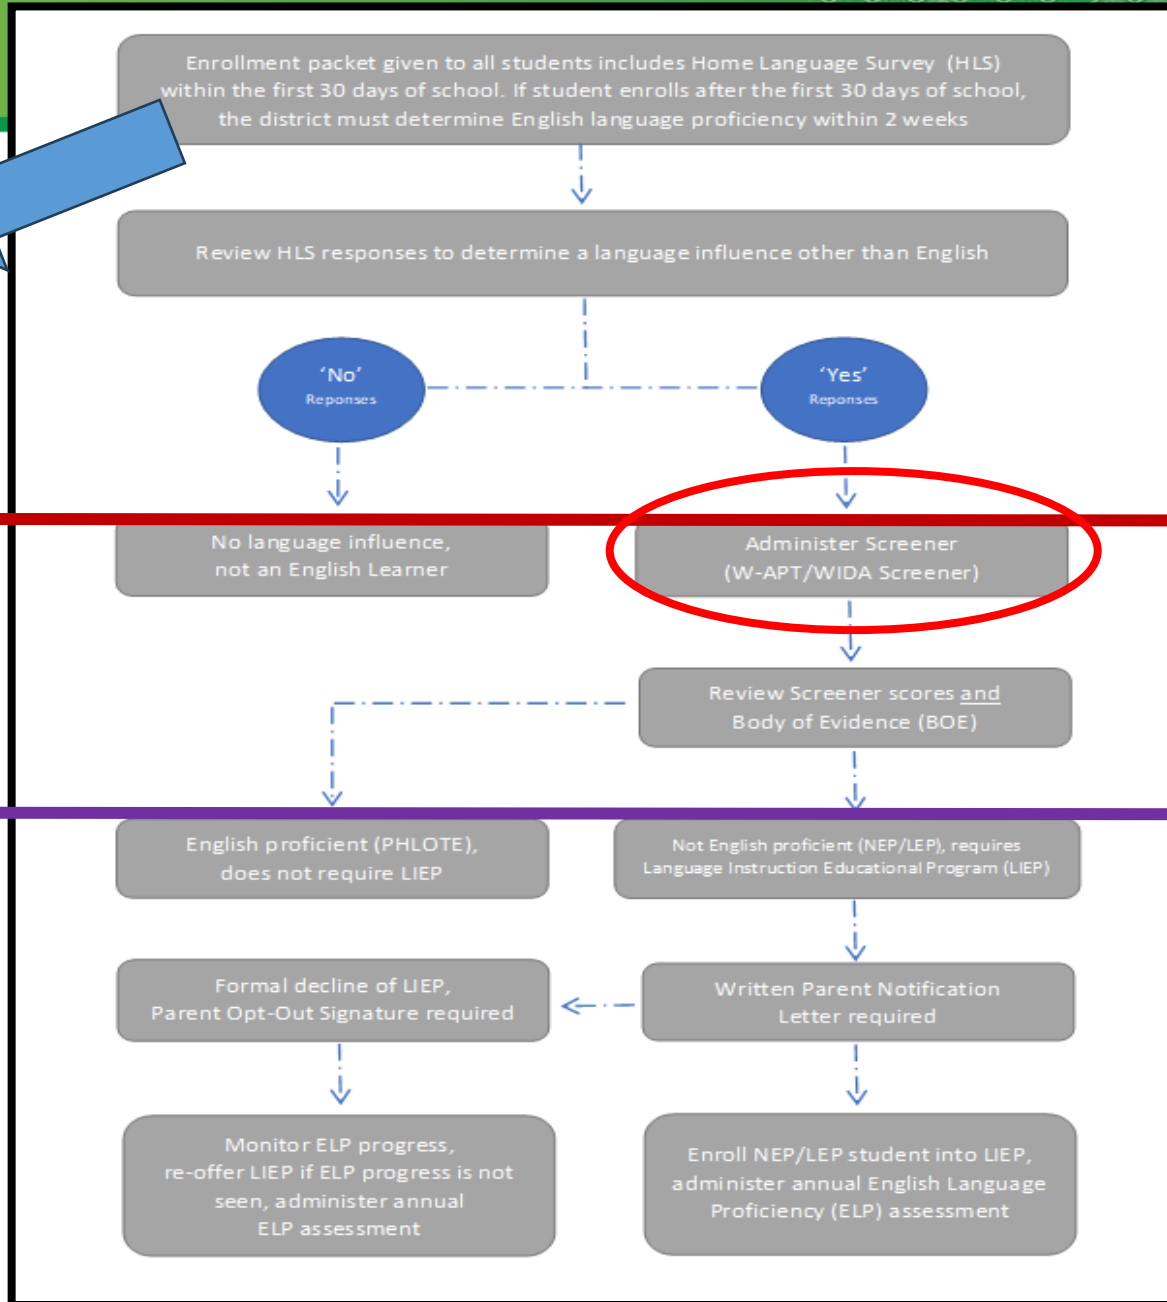 Enrollment packet given to all students includes Home Language Survey (HLS)
within the first 30 days of school. If student enrolls after the first 30 days of school,
the district must determine English language proficiency within 2 weeks
Review HLS responses to determine a language influence other than English
‘No’
Reponses
‘Yes’
Reponses
No language influence,
not an English Learner
Administer Screener
(W-APT/WIDA Screener)
Review Screener scores and
Body of Evidence (BOE)
English proficient (PHLOTE),
does not require LIEP
Not English proficient (NEP/LEP), requires
Language Instruction Educational Program (LIEP)
Formal decline of LIEP,
Parent Opt-Out Signature required
Written Parent Notification
Letter required
Monitor ELP progress,
re-offer LIEP if ELP progress is not
seen, administer annual
ELP assessment
Enroll NEP/LEP student into LIEP,
administer annual English Language
Proficiency (ELP) assessment